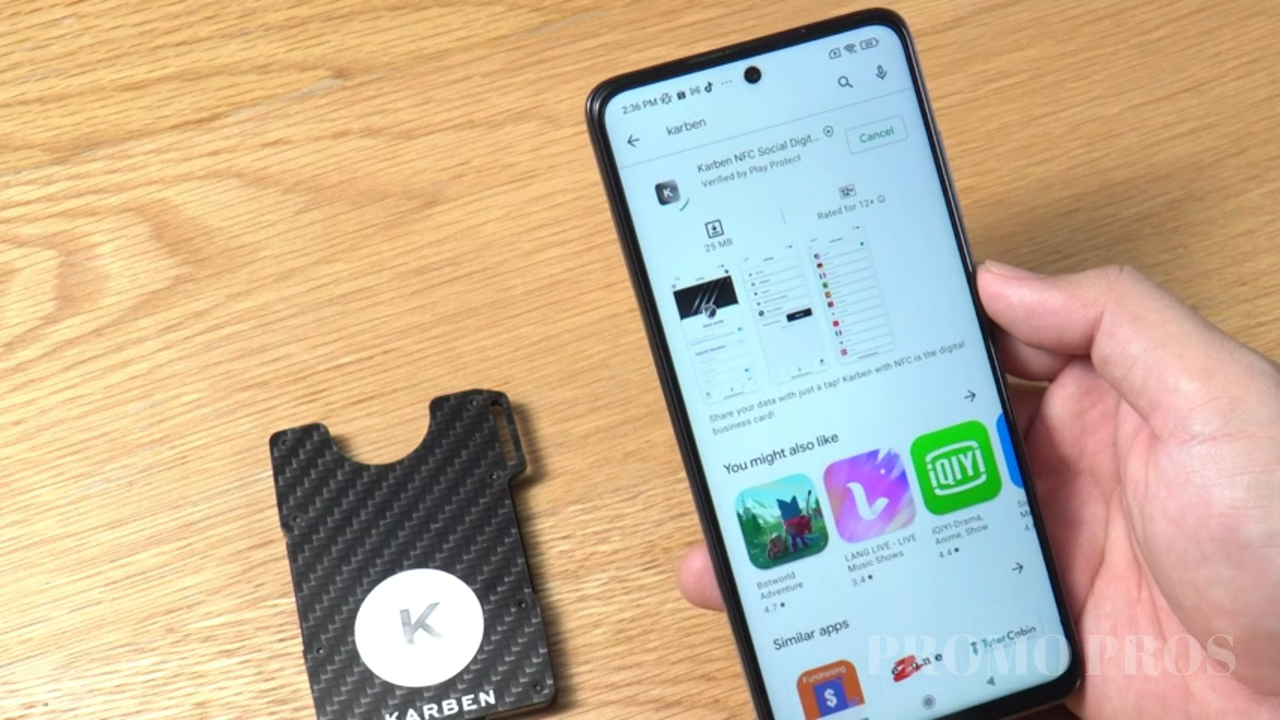 2:36 PM
karben
Karben NFC Social Digit...
Verified by Play Protect
Cancel
25 MB
12+
Rated for 12+
Share your data with just a tap! Karben with NFC is the digital
business card!
You might also like
Botworld
Adventure
4.7★
LANG LIVE - LIVE
Music Shows
3.4★
iQIYI
iQIYI-Drama,
Anime, Show
4.4★
Similar apps
Fundraising
$
TylerCobin
K
KARBEN
PROMO PROS